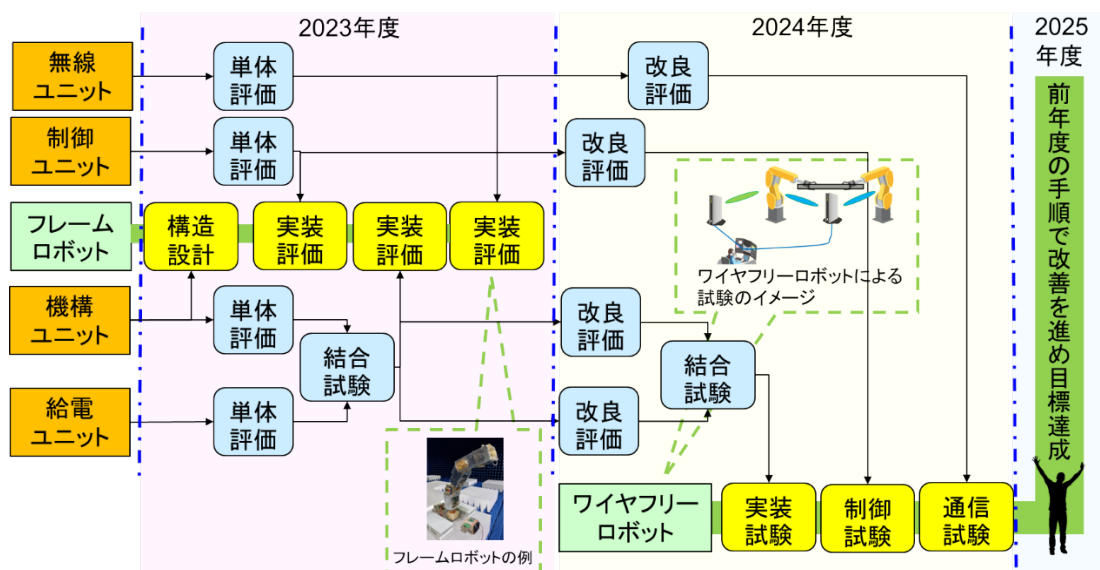 2023年度
2024年度
2025
年度
無線
ユニット
単体
評価
改良
評価
制御
ユニット
単体
評価
改良
評価
フレーム
ロボット
構造
設計
実装
評価
実装
評価
実装
評価
ワイヤフリーロボットによる
試験のイメージ
機構
ユニット
単体
評価
結合
試験
改良
評価
結合
試験
給電
ユニット
単体
評価
改良
評価
フレームロボットの例
ワイヤフリー
ロボット
実装
試験
制御
試験
通信
試験
前年度の手順で改善を進め目標達成